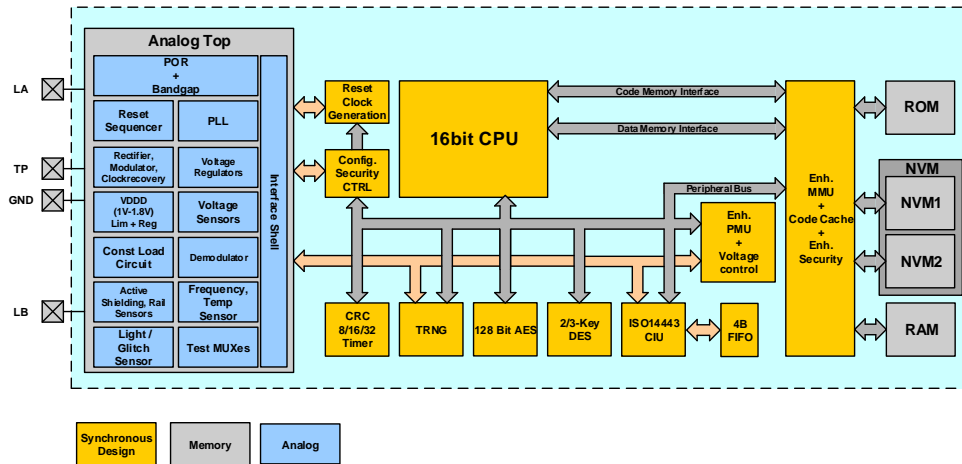 Analog Top
POR
+
Bandgap
Reset
Sequencer
PLL
Rectifier,
Modulator,
Clockrecovery
Voltage
Regulators
VDDD
(1V-1.8V)
Lim + Reg
Voltage
Sensors
Const Load
Circuit
Demodulator
Active
Shielding, Rail
Sensors
Frequency,
Temp
Sensor
Light /
Glitch
Sensor
Test MUXes
Interface Shell
LA
TP
GND
LB
Reset
Clock
Generation
Config.
Security
CTRL
16bit CPU
Code Memory Interface
Data Memory Interface
Peripheral Bus
Enh.
PMU
+
Voltage
control
Enh.
MMU
+
Code Cache
+
Enh.
Security
ROM
NVM
NVM1
NVM2
RAM
CRC
8/16/32
Timer
TRNG
128 Bit AES
2/3-Key
DES
ISO14443
CIU
4B
FIFO
Synchronous
Design
Memory
Analog